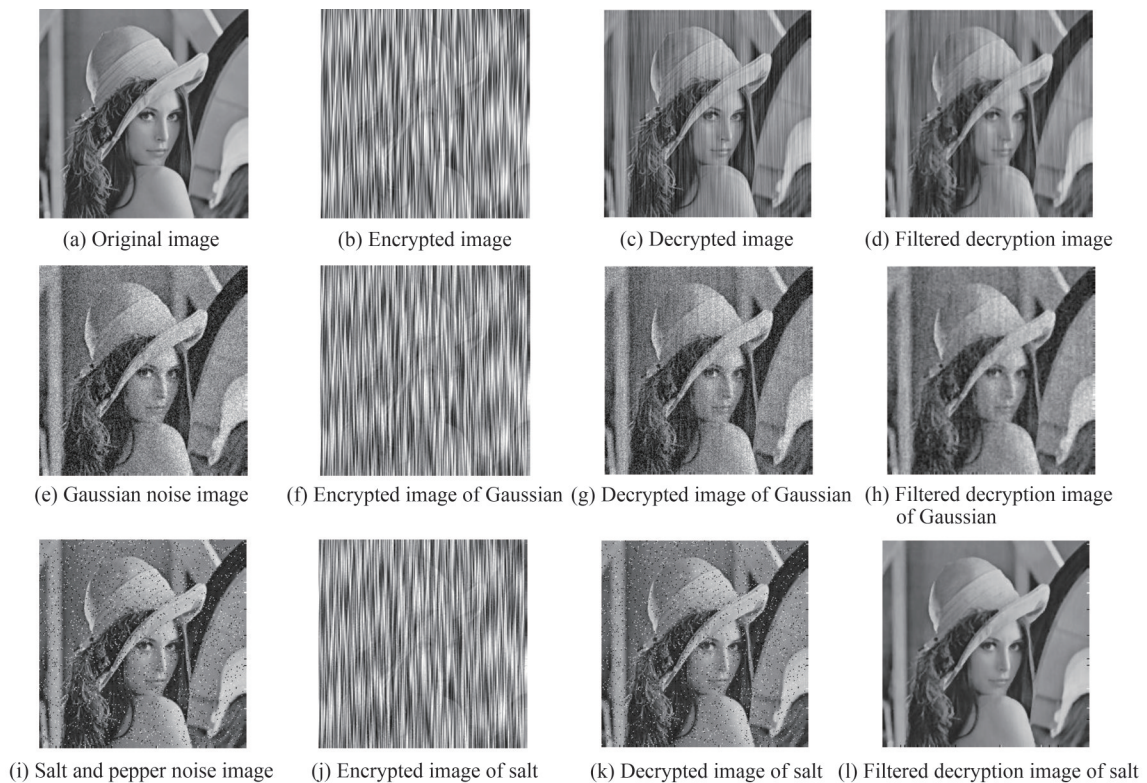 (a) Original image
(b) Encrypted image
(c) Decrypted image
(d) Filtered decryption image
(e) Gaussian noise image
(f) Encrypted image of Gaussian
(g) Decrypted image of Gaussian
(h) Filtered decryption image
of Gaussian
(i) Salt and pepper noise image
(j) Encrypted image of salt
(k) Decrypted image of salt
(l) Filtered decryption image of salt